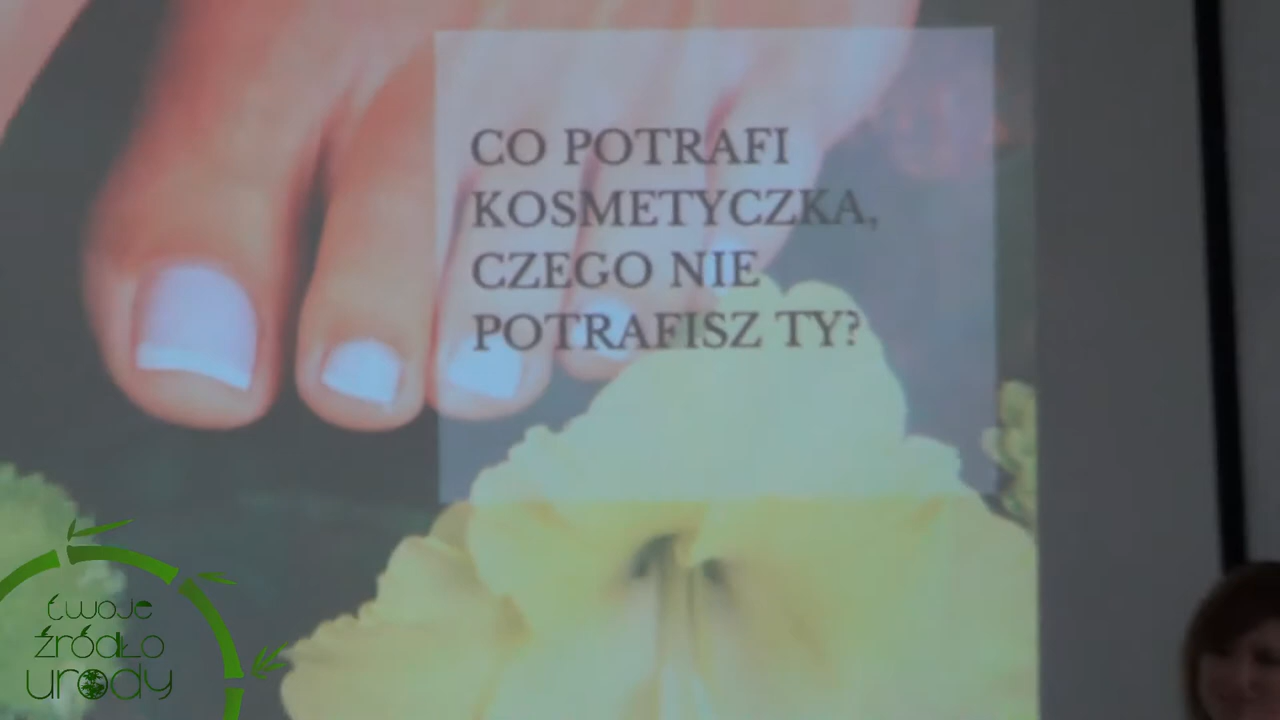 CO POTRAFI
KOSMETYCZKA,
CZEGO NIE
POTRAFISZ TY?
twoje
źródło
urody